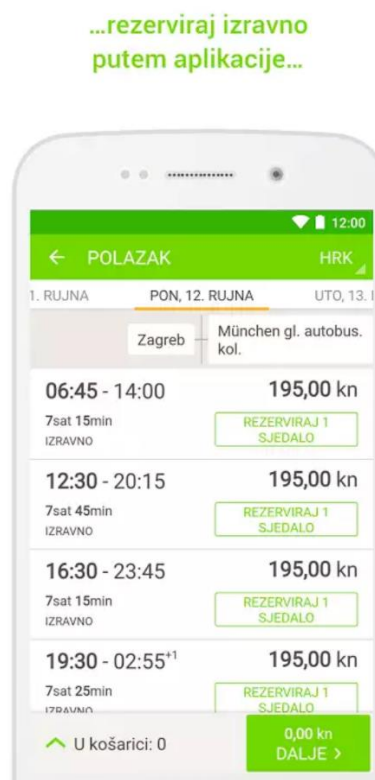 …rezerviraj izravno
putem aplikacije…
12:00
← POLAZAK HRK
1. RUJNA PON, 12. RUJNA UTO, 13.
Zagreb München gl. autobus.
kol.
06:45 - 14:00 195,00 kn
7sat 15min REZERVIRAJ 1
IZRAVNO SJEDALO
12:30 - 20:15 195,00 kn
7sat 45min REZERVIRAJ 1
IZRAVNO SJEDALO
16:30 - 23:45 195,00 kn
7sat 15min REZERVIRAJ 1
IZRAVNO SJEDALO
19:30 - 02:55+1 195,00 kn
7sat 25min REZERVIRAJ 1
IZRAVNO SJEDALO
U košarici: 0 0,00 kn
DALJE >